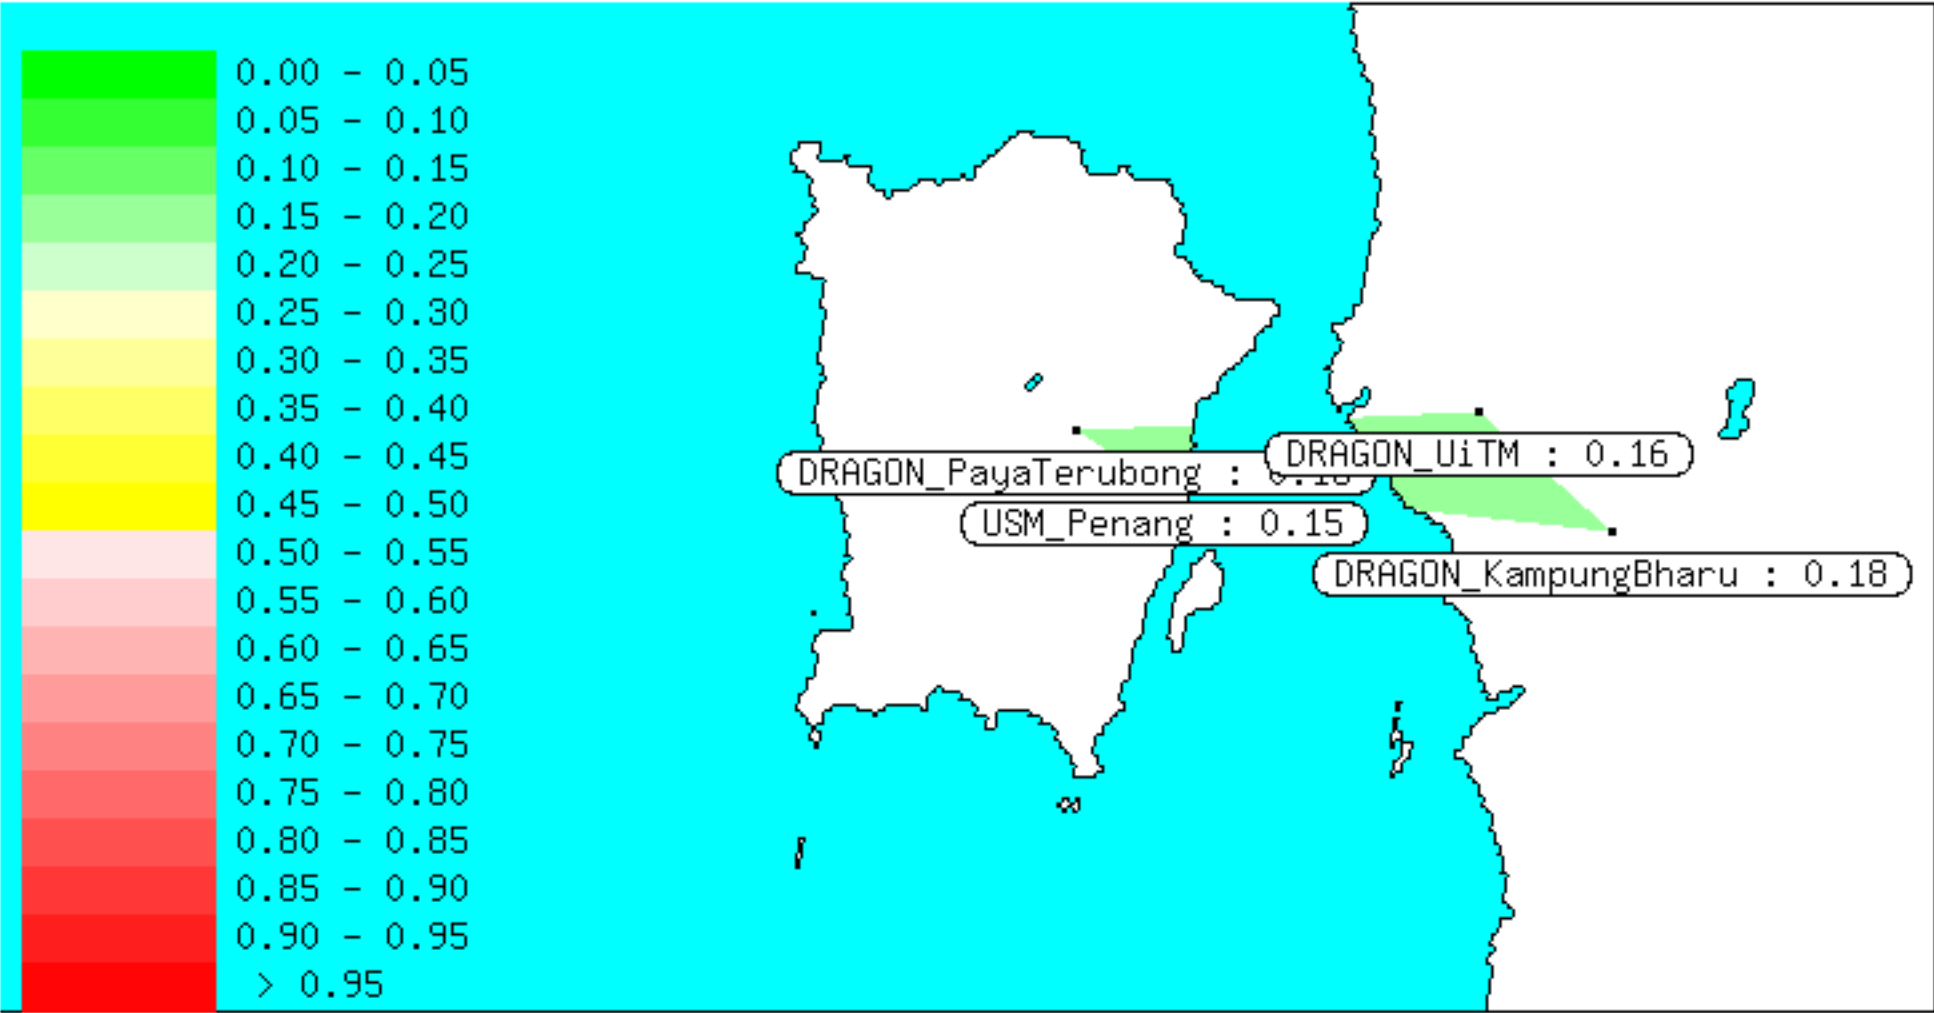 0.00 - 0.05
0.05 - 0.10
0.10 - 0.15
0.15 - 0.20
0.20 - 0.25
0.25 - 0.30
0.30 - 0.35
0.35 - 0.40
0.40 - 0.45
0.45 - 0.50
0.50 - 0.55
0.55 - 0.60
0.60 - 0.65
0.65 - 0.70
0.70 - 0.75
0.75 - 0.80
0.80 - 0.85
0.85 - 0.90
0.90 - 0.95
> 0.95
DRAGON_UiTM : 0.16
DRAGON_PayaTerubong :
USM_Penang : 0.15
DRAGON_KampungBharu : 0.18